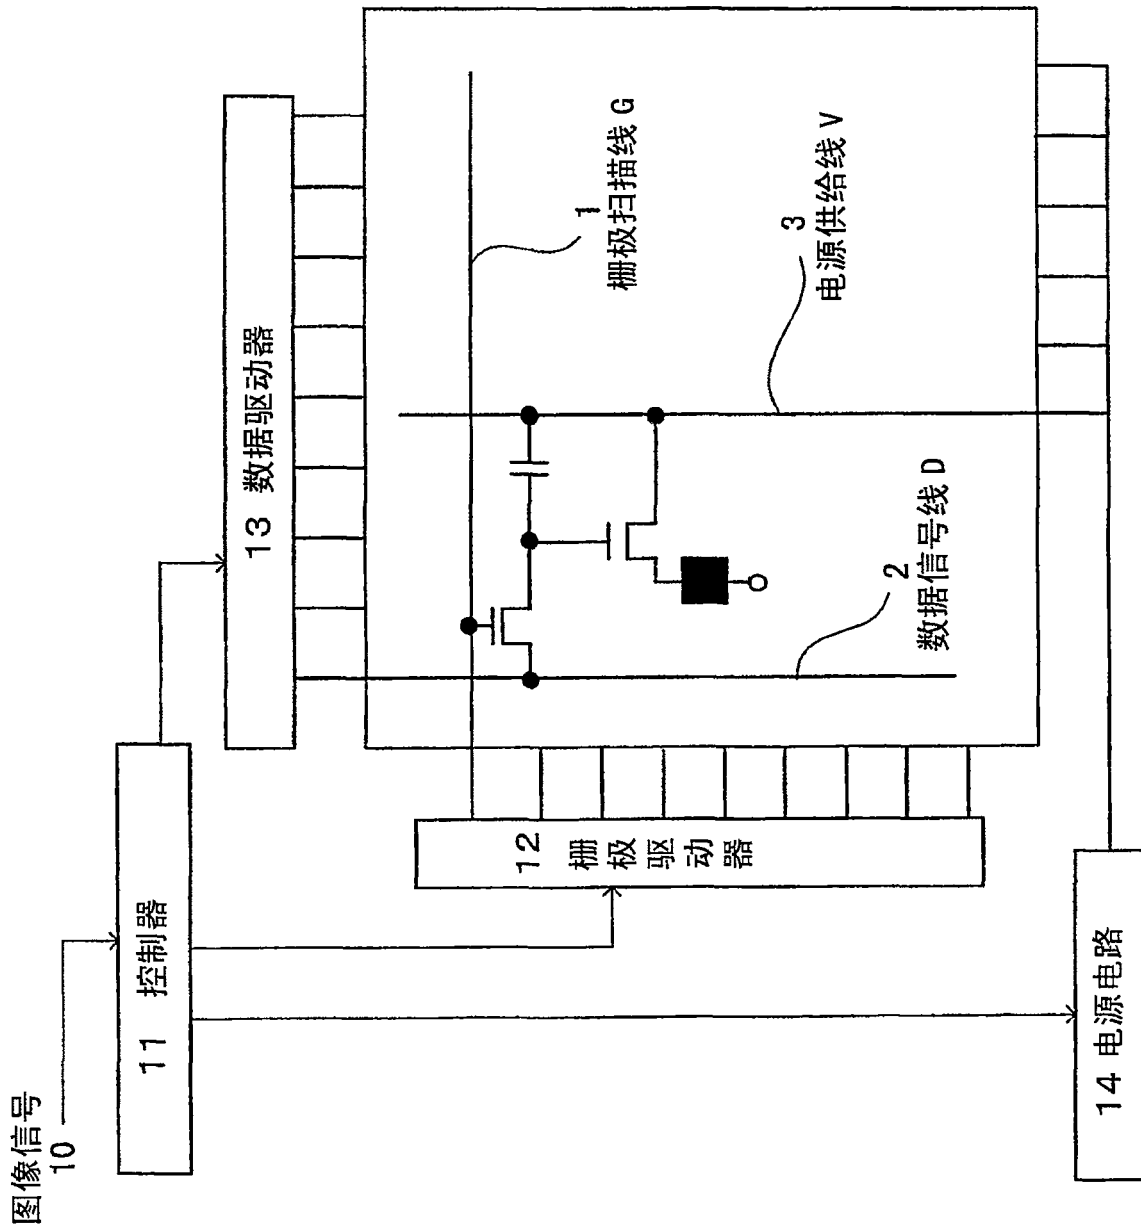 图像信号
10
11 控制器
13 数据驱动器
12 栅极驱动器
14 电源电路
1
栅极扫描线 G
3
电源供给线 V
2
数据信号线 D